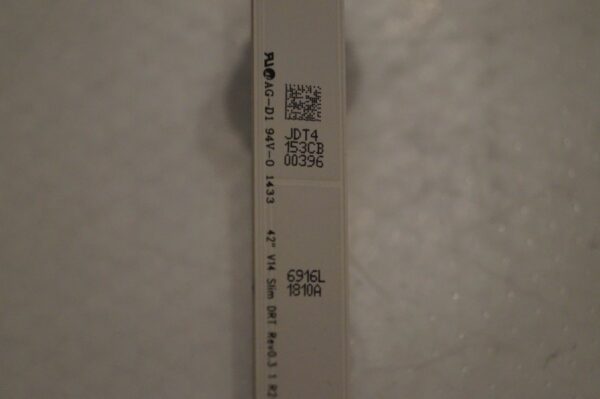 AG-D1 94V-0 1433 42" V14 Slim DRT Rev0.3 1 R2
JDT4
153CB
00396
6916L
1810A